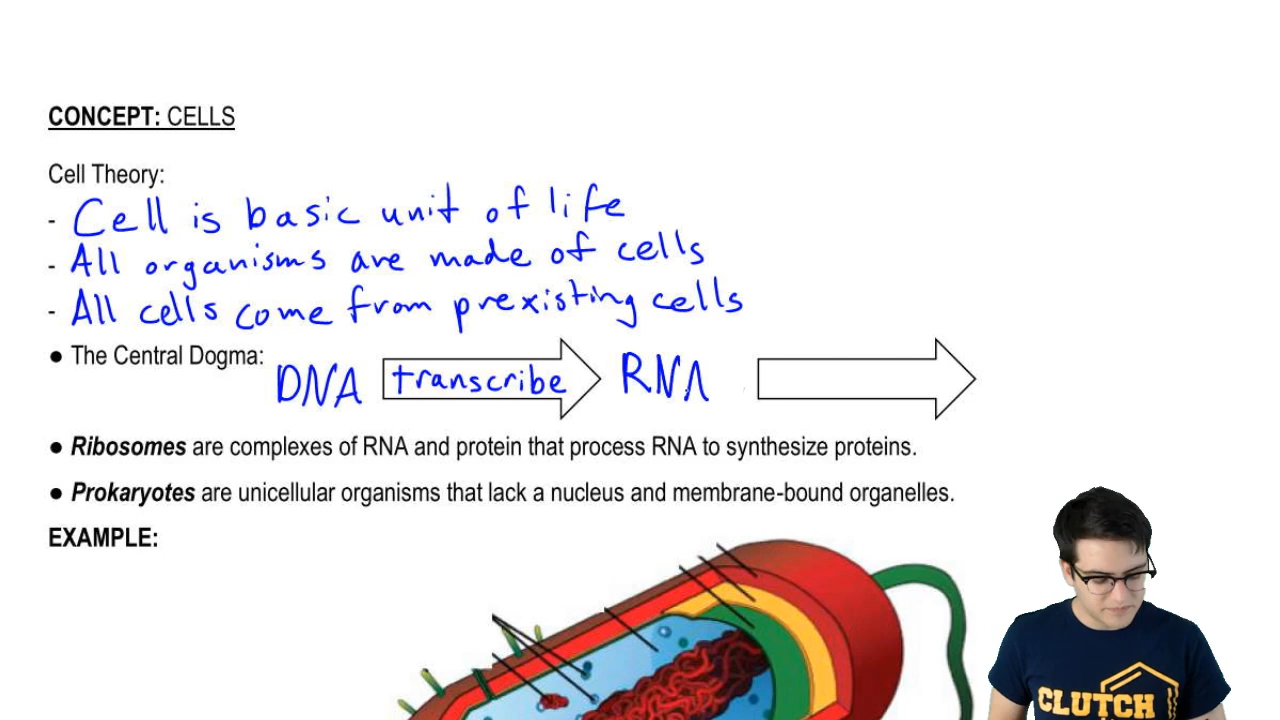 CONCEPT: CELLS
Cell Theory:
- Cell is basic unit of life
- All organisms are made of cells
- All cells come from prexisting cells
● The Central Dogma: DNA transcribe RNA
● Ribosomes are complexes of RNA and protein that process RNA to synthesize proteins.
● Prokaryotes are unicellular organisms that lack a nucleus and membrane-bound organelles.
EXAMPLE:
CLUTCH